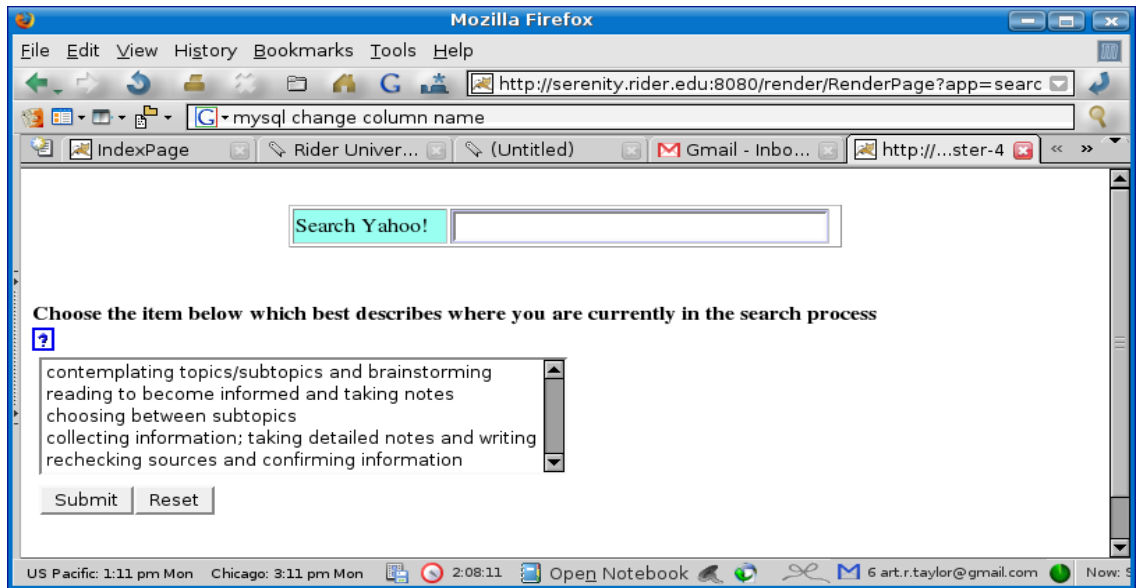 Mozilla Firefox
File Edit View History Bookmarks Tools Help
G http://serenity.rider.edu:8080/render/RenderPage?app=searc
G mysql change column name
IndexPage Rider Univer... (Untitled) Gmail - Inbo... http://...ster-4 « »
Search Yahoo!
Choose the item below which best describes where you are currently in the search process
?
contemplating topics/subtopics and brainstorming
reading to become informed and taking notes
choosing between subtopics
collecting information; taking detailed notes and writing
rechecking sources and confirming information
Submit Reset
US Pacific: 1:11 pm Mon Chicago: 3:11 pm Mon 2:08:11 Open Notebook 6 art.r.taylor@gmail.com Now: S